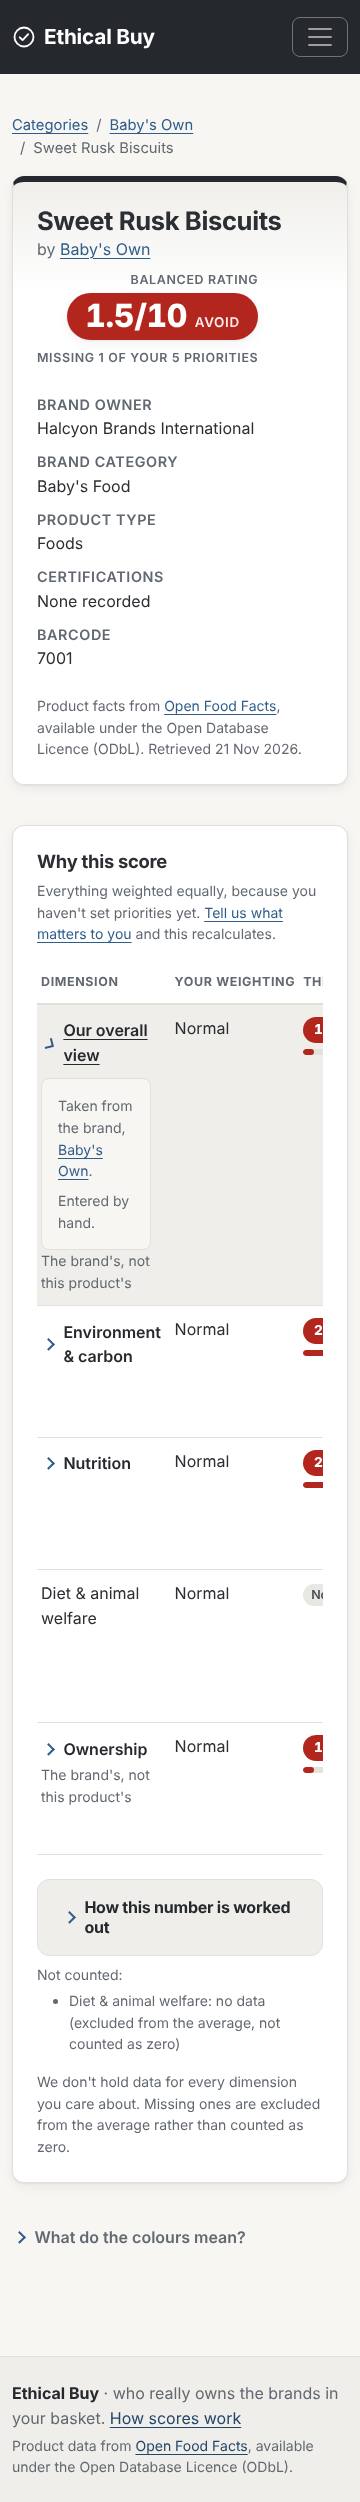 Ethical Buy
Categories / Baby's Own
/ Sweet Rusk Biscuits
Sweet Rusk Biscuits
by Baby's Own
BALANCED RATING
1.5/10 AVOID
MISSING 1 OF YOUR 5 PRIORITIES
BRAND OWNER
Halcyon Brands International
BRAND CATEGORY
Baby's Food
PRODUCT TYPE
Foods
CERTIFICATIONS
None recorded
BARCODE
7001
Product facts from Open Food Facts,
available under the Open Database
Licence (ODbL). Retrieved 21 Nov 2026.
Why this score
Everything weighted equally, because you
haven't set priorities yet. Tell us what
matters to you and this recalculates.
DIMENSION YOUR WEIGHTING
Our overall
view
Normal
1
Taken from
the brand,
Baby's
Own.
Entered by
hand.
The brand's, not
this product's
Environment
& carbon
Normal
2
Nutrition
Normal
2
Diet & animal
welfare
Normal
Ownership
Normal
1
The brand's, not
this product's
How this number is worked
out
Not counted:
• Diet & animal welfare: no data
(excluded from the average, not
counted as zero)
We don't hold data for every dimension
you care about. Missing ones are excluded
from the average rather than counted as
zero.
What do the colours mean?
Ethical Buy · who really owns the brands in
your basket. How scores work
Product data from Open Food Facts, available
under the Open Database Licence (ODbL).